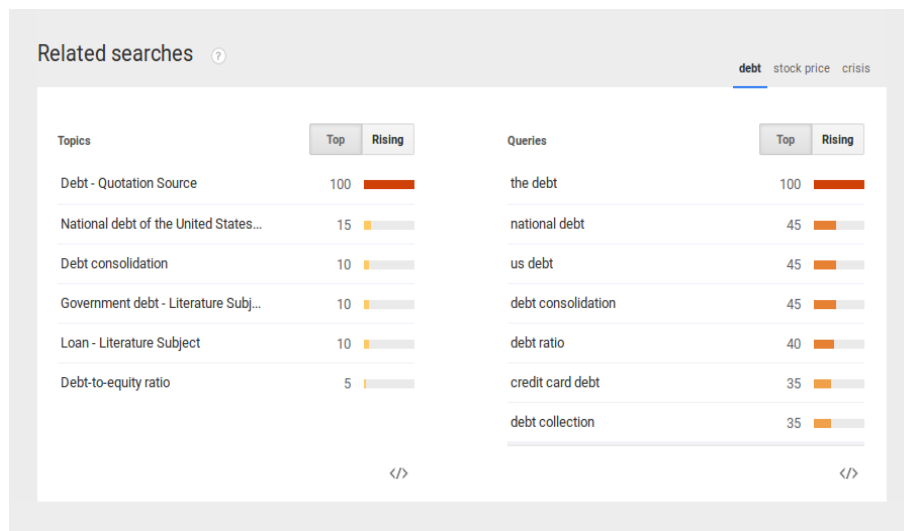 Related searches ?
debt stock price crisis
Topics Top Rising
Debt - Quotation Source 100
National debt of the United States... 15
Debt consolidation 10
Government debt - Literature Subj... 10
Loan - Literature Subject 10
Debt-to-equity ratio 5
</>
Queries Top Rising
the debt 100
national debt 45
us debt 45
debt consolidation 45
debt ratio 40
credit card debt 35
debt collection 35
</>